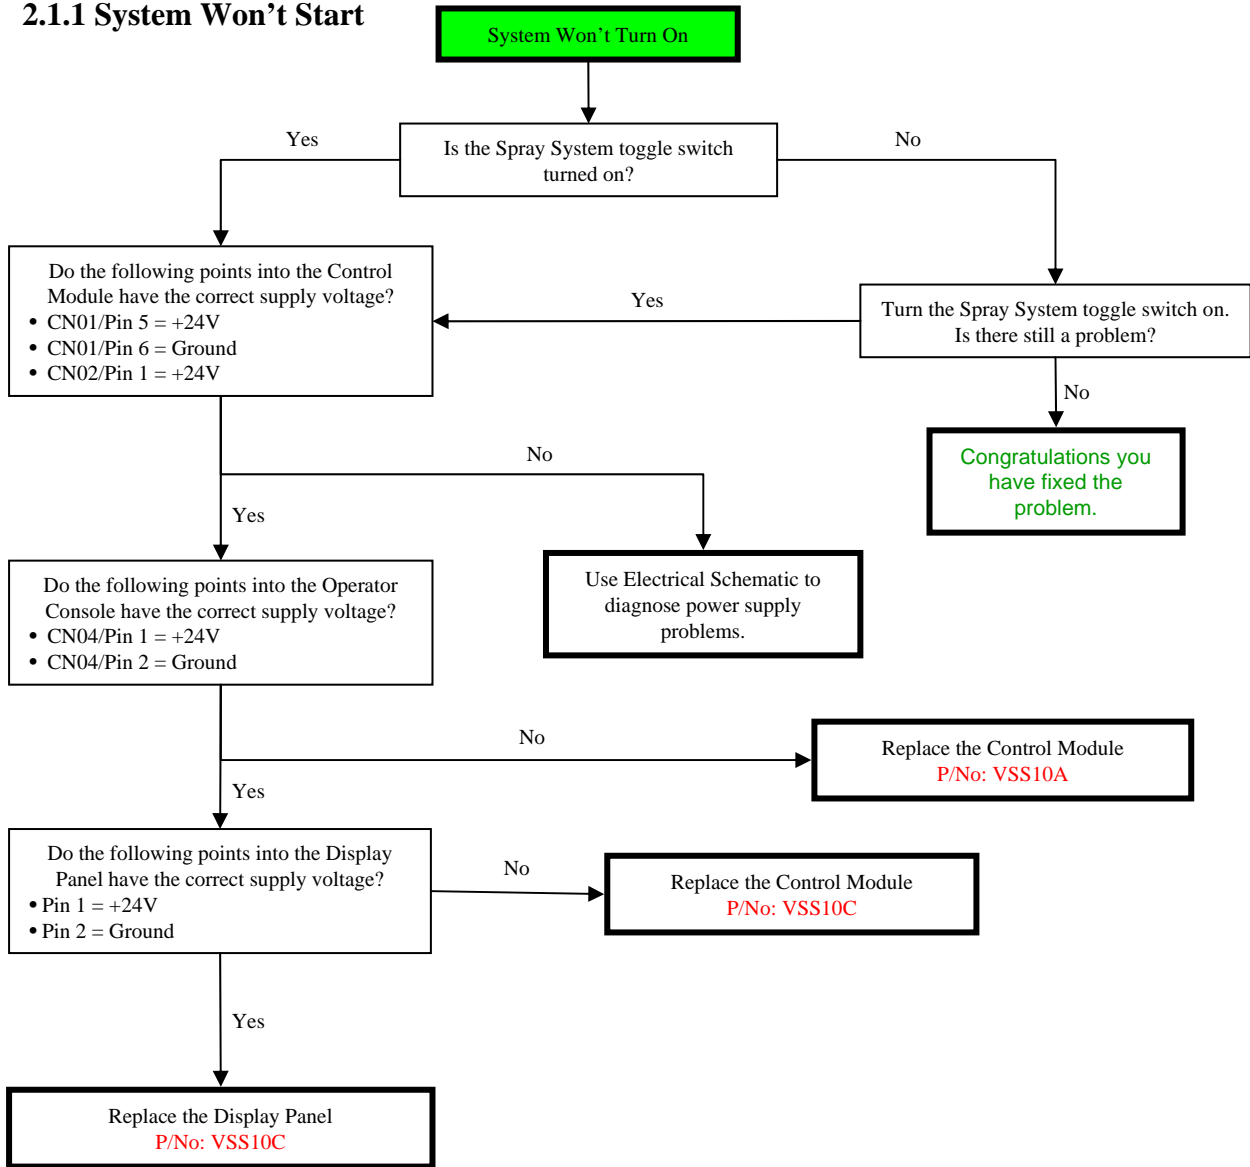 2.1.1 System Won't Start
System Won't Turn On
Yes
Is the Spray System toggle switch
turned on?
No
Do the following points into the Control
Module have the correct supply voltage?
• CN01/Pin 5 = +24V
• CN01/Pin 6 = Ground
• CN02/Pin 1 = +24V
Yes
Turn the Spray System toggle switch on.
Is there still a problem?
No
Congratulations you
have fixed the
problem.
No
Yes
Use Electrical Schematic to
diagnose power supply
problems.
Do the following points into the Operator
Console have the correct supply voltage?
• CN04/Pin 1 = +24V
• CN04/Pin 2 = Ground
No
Replace the Control Module
P/No: VSS10A
Yes
Do the following points into the Display
Panel have the correct supply voltage?
• Pin 1 = +24V
• Pin 2 = Ground
No
Replace the Control Module
P/No: VSS10C
Yes
Replace the Display Panel
P/No: VSS10C